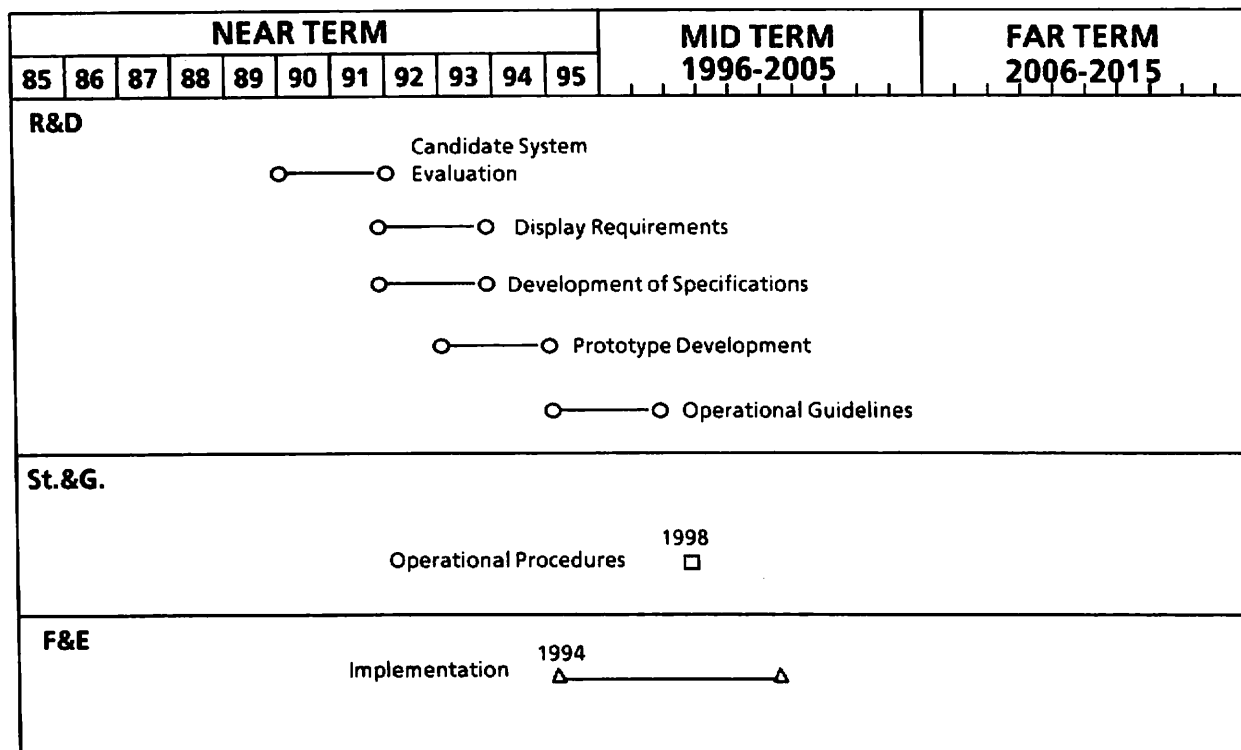 NEAR TERM
MID TERM
1996-2005
FAR TERM
2006-2015
85 86 87 88 89 90 91 92 93 94 95
R&D
Candidate System
Evaluation
Display Requirements
Development of Specifications
Prototype Development
Operational Guidelines
St.&G.
1998
Operational Procedures
F&E
1994
Implementation